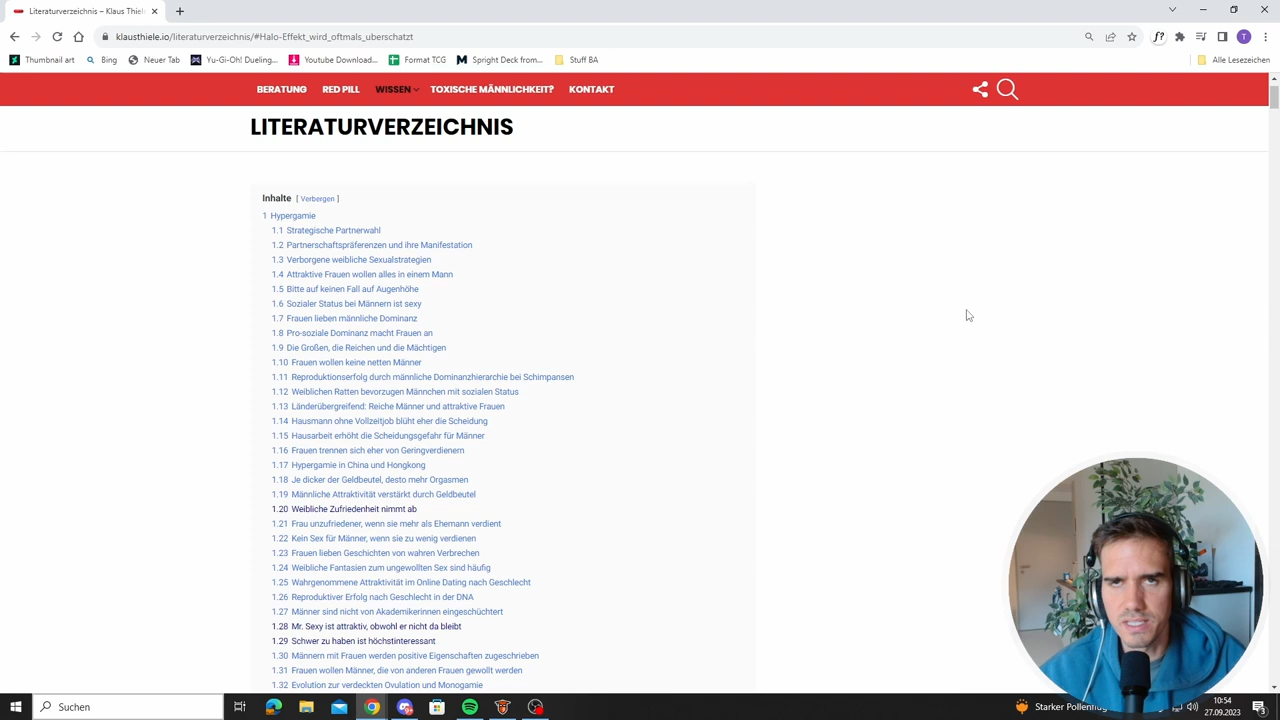 Literaturverzeichnis – Klaus Thiele
klausthiele.io/literaturverzeichnis/#Halo-Effekt_wird_oftmals_uberschatzt
f?
T
Thumbnail art
Bing
Neuer Tab
Yu-Gi-Oh! Dueling...
Youtube Download...
Format TCG
Spright Deck from...
Stuff BA
Alle Lesezeichen
BERATUNG
RED PILL
WISSEN
TOXISCHE MÄNNLICHKEIT?
KONTAKT
LITERATURVERZEICHNIS
Inhalte [ Verbergen ]
1 Hypergamie
1.1 Strategische Partnerwahl
1.2 Partnerschaftspräferenzen und ihre Manifestation
1.3 Verborgene weibliche Sexualstrategien
1.4 Attraktive Frauen wollen alles in einem Mann
1.5 Bitte auf keinen Fall auf Augenhöhe
1.6 Sozialer Status bei Männern ist sexy
1.7 Frauen lieben männliche Dominanz
1.8 Pro-soziale Dominanz macht Frauen an
1.9 Die Großen, die Reichen und die Mächtigen
1.10 Frauen wollen keine netten Männer
1.11 Reproduktionserfolg durch männliche Dominanzhierarchie bei Schimpansen
1.12 Weiblichen Ratten bevorzugen Männchen mit sozialen Status
1.13 Länderübergreifend: Reiche Männer und attraktive Frauen
1.14 Hausmann ohne Vollzeitjob blüht eher die Scheidung
1.15 Hausarbeit erhöht die Scheidungsgefahr für Männer
1.16 Frauen trennen sich eher von Geringverdienern
1.17 Hypergamie in China und Hongkong
1.18 Je dicker der Geldbeutel, desto mehr Orgasmen
1.19 Männliche Attraktivität verstärkt durch Geldbeutel
1.20 Weibliche Zufriedenheit nimmt ab
1.21 Frau unzufriedener, wenn sie mehr als Ehemann verdient
1.22 Kein Sex für Männer, wenn sie zu wenig verdienen
1.23 Frauen lieben Geschichten von wahren Verbrechen
1.24 Weibliche Fantasien zum ungewollten Sex sind häufig
1.25 Wahrgenommene Attraktivität im Online Dating nach Geschlecht
1.26 Reproduktiver Erfolg nach Geschlecht in der DNA
1.27 Männer sind nicht von Akademikerinnen eingeschüchtert
1.28 Mr. Sexy ist attraktiv, obwohl er nicht da bleibt
1.29 Schwer zu haben ist höchstinteressant
1.30 Männern mit Frauen werden positive Eigenschaften zugeschrieben
1.31 Frauen wollen Männer, die von anderen Frauen gewollt werden
1.32 Evolution zur verdeckten Ovulation und Monogamie
Suchen
Starker Pollenflug
10:54
27.09.2023